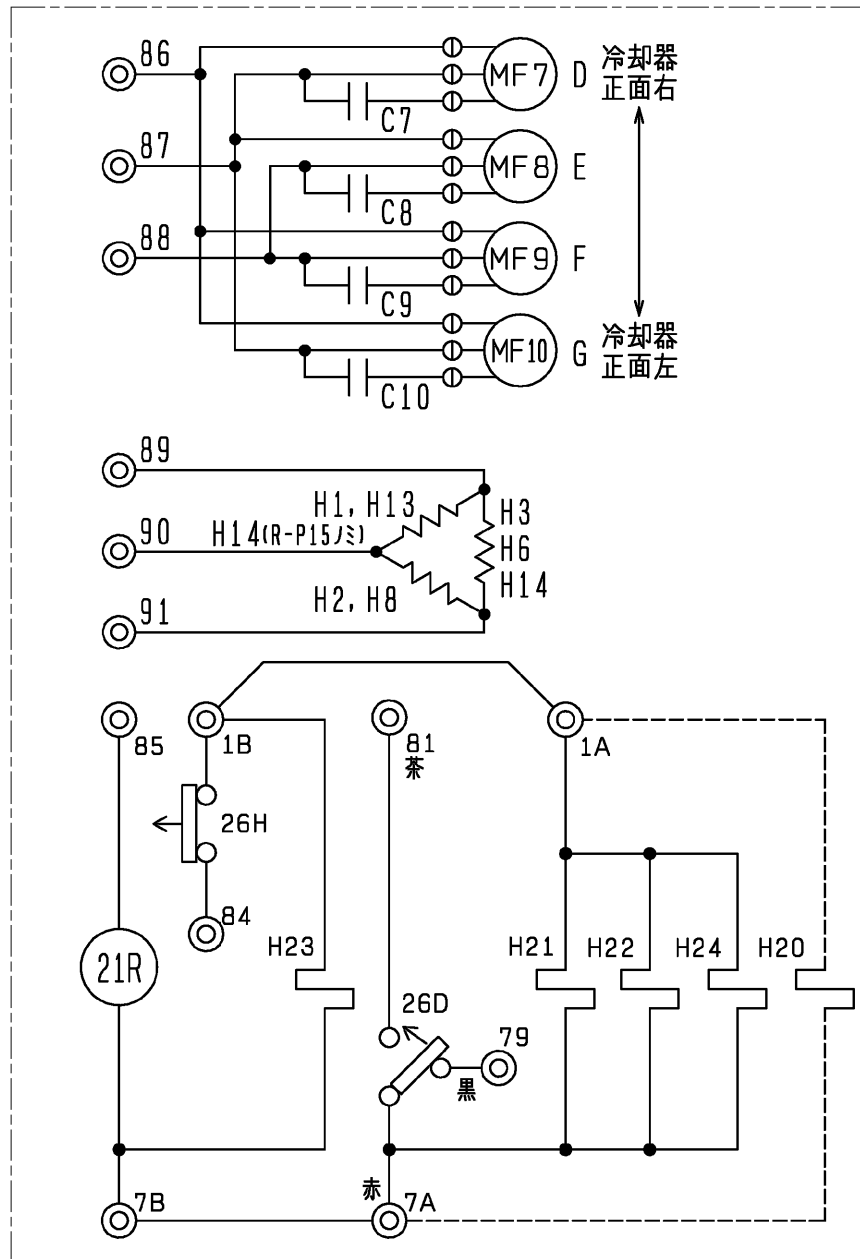 86
MF7
D
冷却器
正面右
C7
87
MF8
E
C8
88
MF9
F
C9
MF10
G
冷却器
正面左
C10
89
H1, H13
H3
90
H14(R-P15ノミ)
H6
H2, H8
H14
91
85
1B
81
茶
1A
26H
84
H23
H21
H22
H24
H20
21R
26D
79
黒
赤
7B
7A